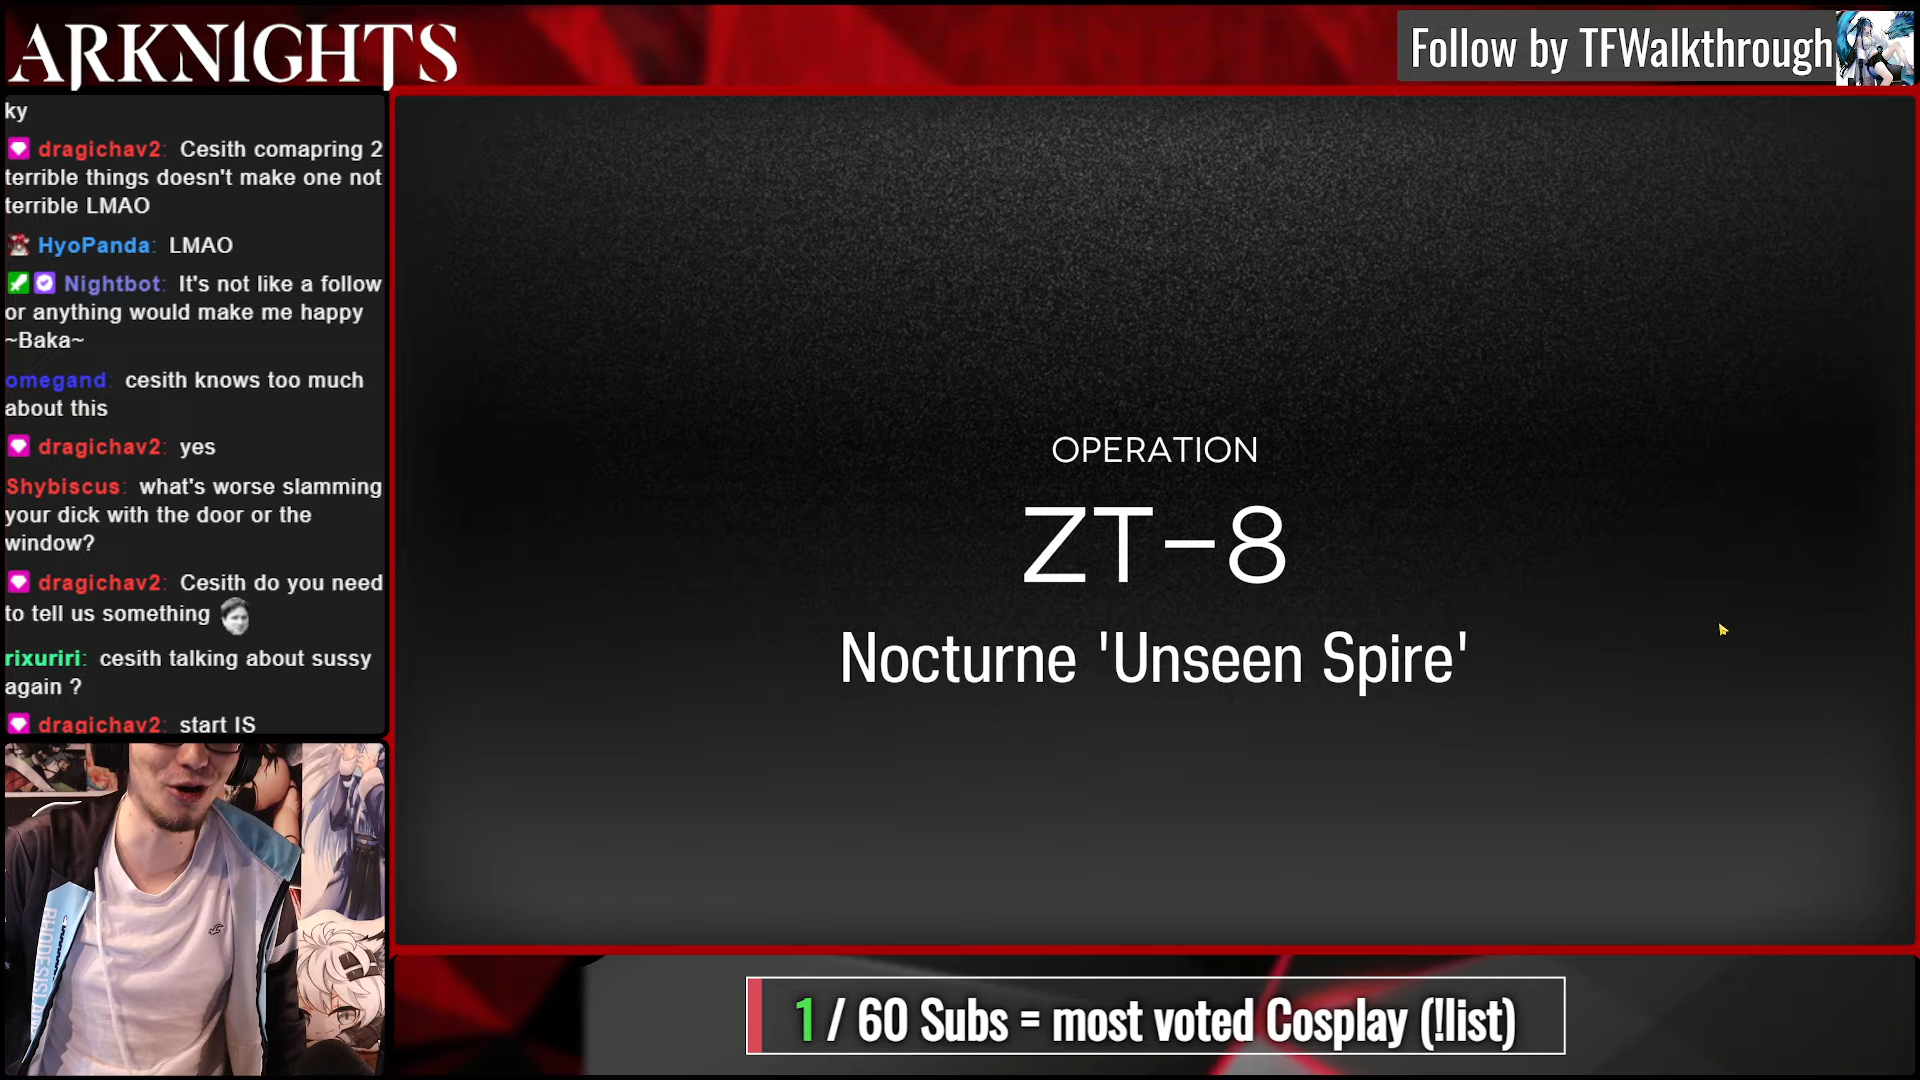 ARKNIGHTS
Follow by TFWalkthrough
ky
dragichav2: Cesith comapring 2
terrible things doesn't make one not
terrible LMAO
HyoPanda: LMAO
Nightbot: It's not like a follow
or anything would make me happy
~Baka~
omegand: cesith knows too much
about this
dragichav2: yes
Shybiscus: what's worse slamming
your dick with the door or the
window?
dragichav2: Cesith do you need
to tell us something
rixuriri: cesith talking about sussy
again ?
dragichav2: start IS
OPERATION
ZT-8
Nocturne 'Unseen Spire'
1 / 60 Subs = most voted Cosplay (!list)